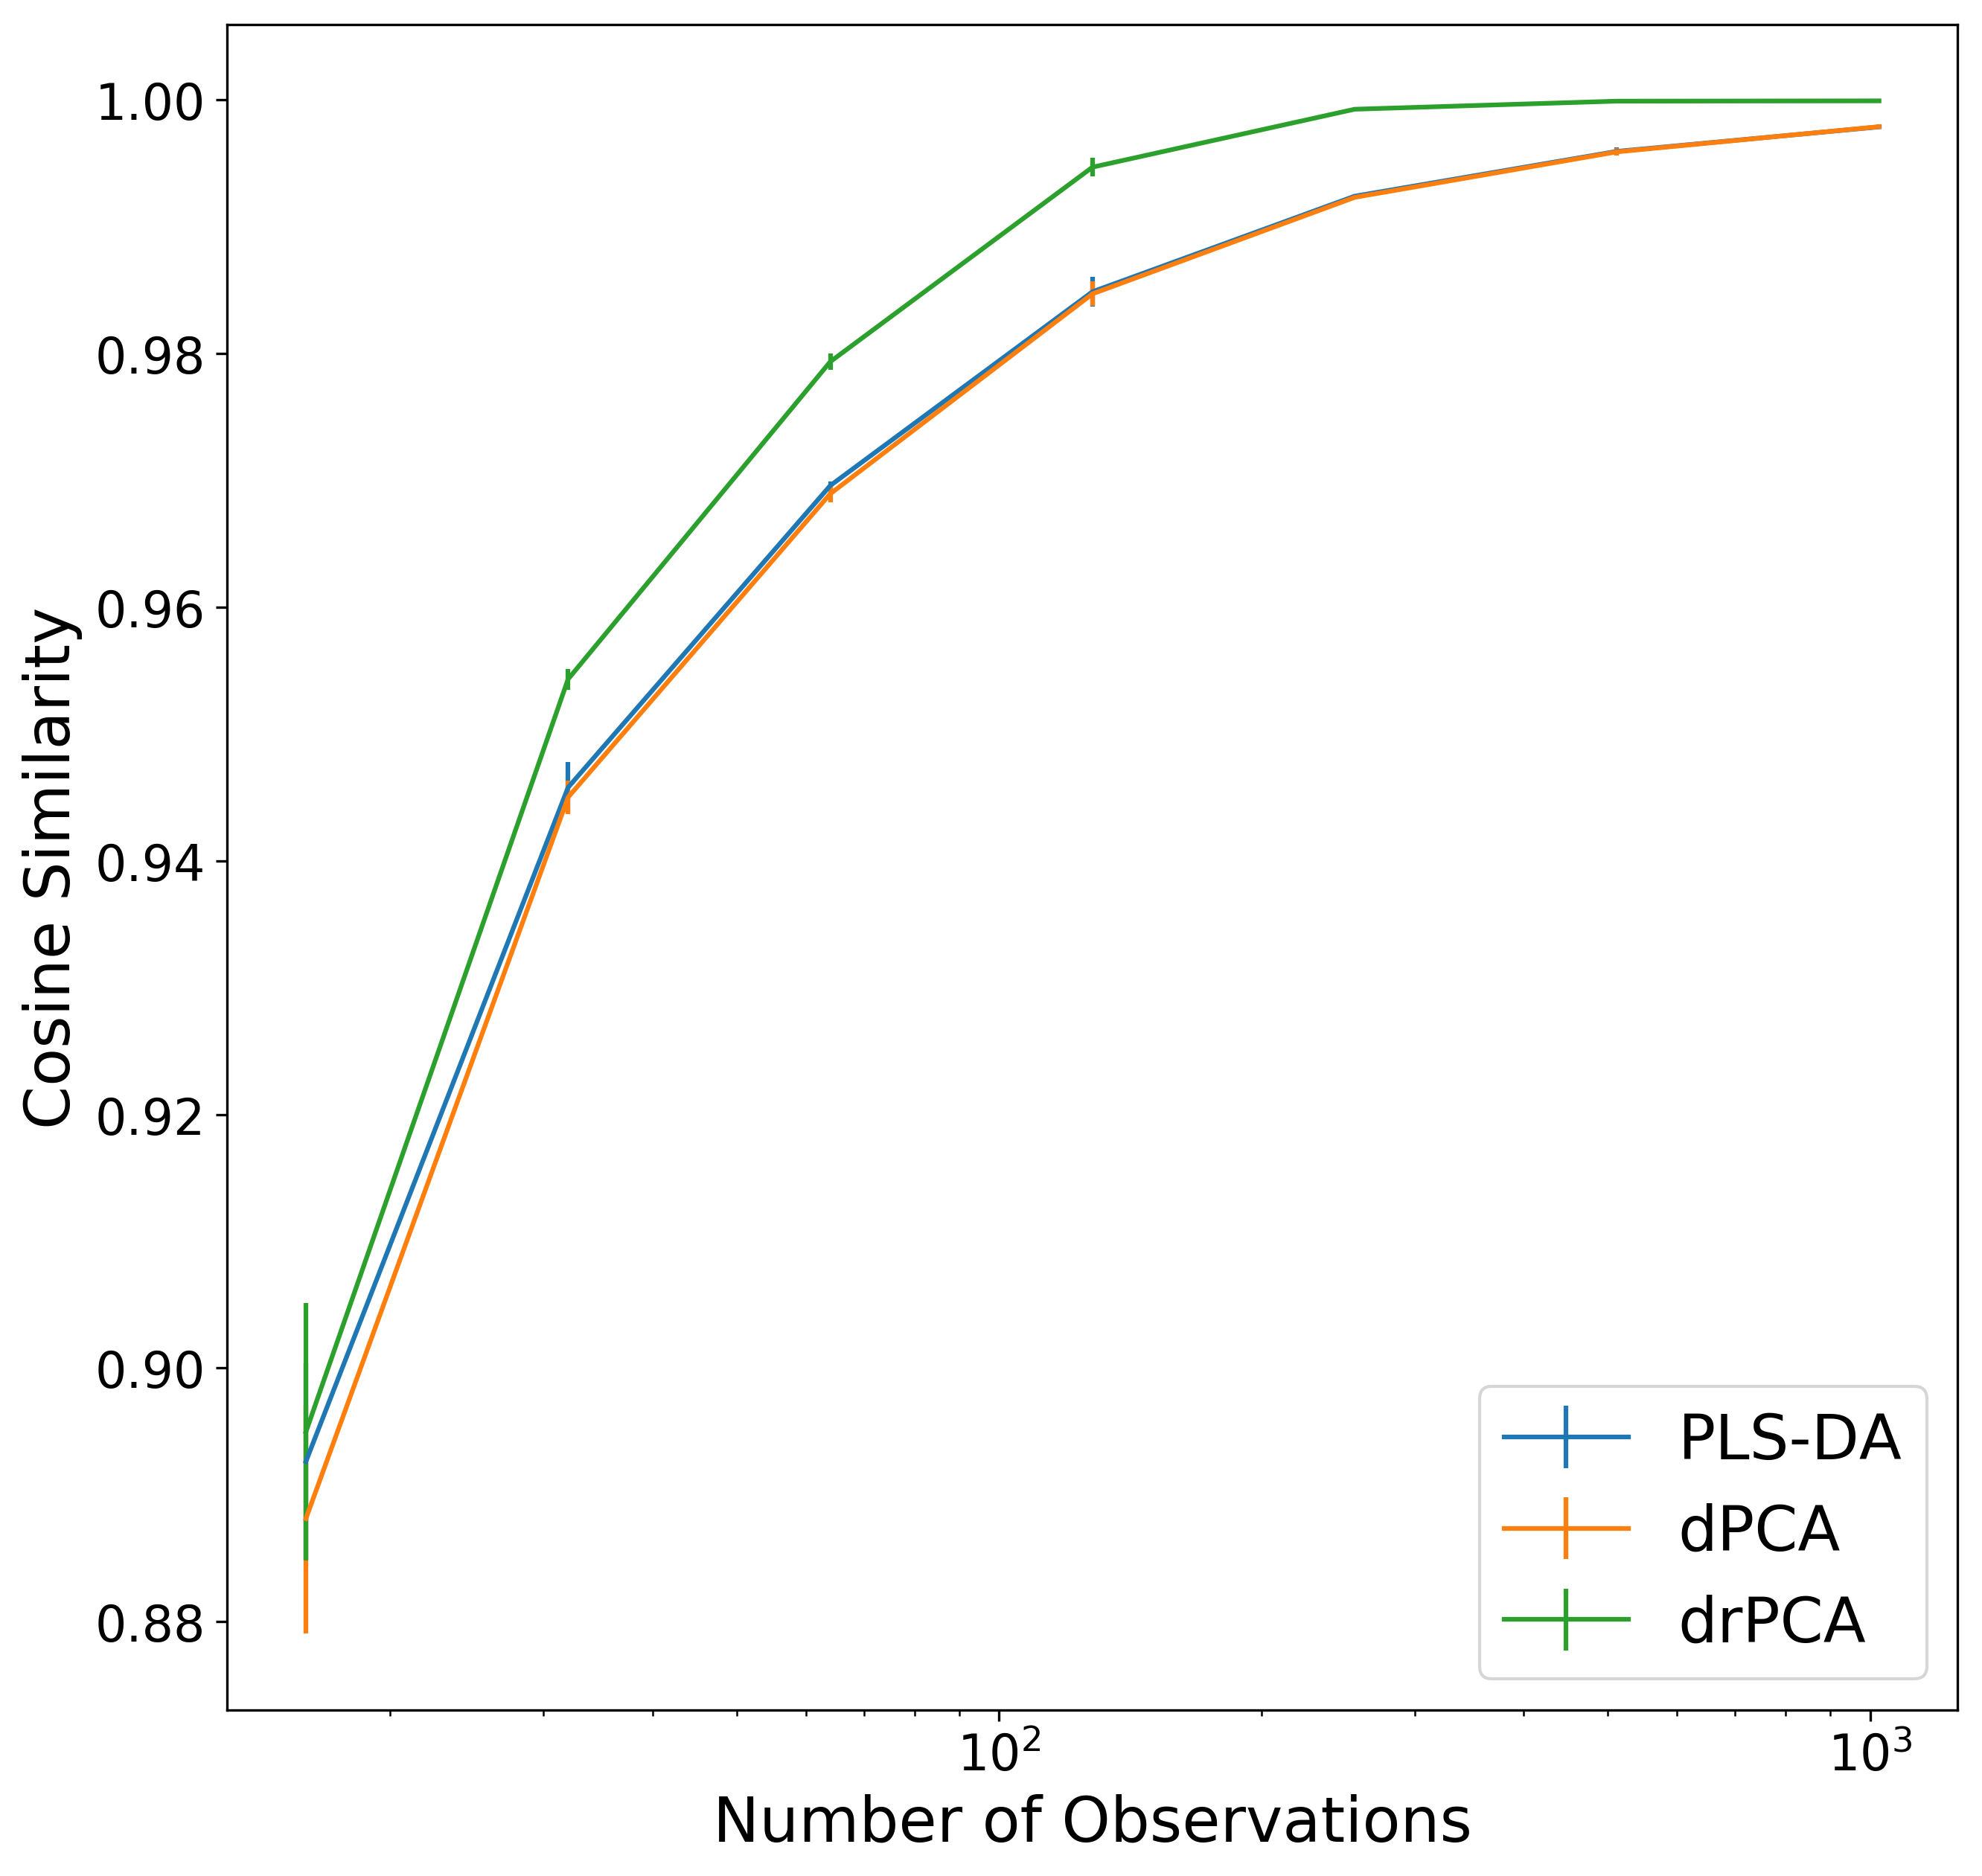 1.00
0.98
0.96
0.94
0.92
0.90
0.88
Cosine Similarity
10²
10³
Number of Observations
PLS-DA
dPCA
drPCA